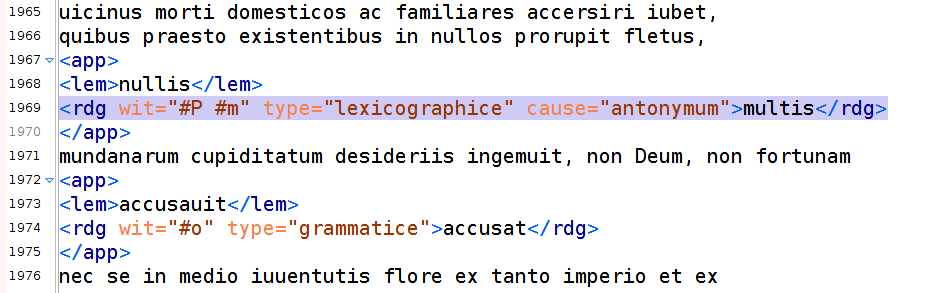 1965 uicinus morti domesticos ac familiares accersiri iubet,
1966 quibus praesto existentibus in nullos prorupit fletus,
1967 <app>
1968 <lem>nullis</lem>
1969 <rdg wit="#P #m" type="lexicographice" cause="antonymum">multis</rdg>
1970 </app>
1971 mundanarum cupiditatum desideriis ingemuit, non Deum, non fortunam
1972 <app>
1973 <lem>accusauit</lem>
1974 <rdg wit="#o" type="grammatice">accusat</rdg>
1975 </app>
1976 nec se in medio iuuentutis flore ex tanto imperio et ex